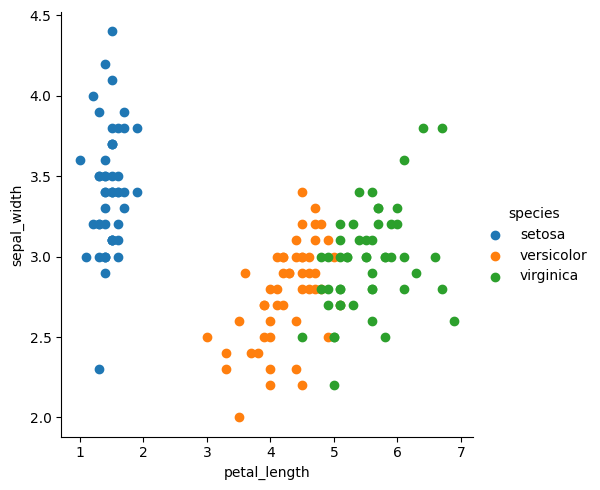 4.5
4.0
3.5
3.0
2.5
2.0
sepal_width
1
2
3
4
5
6
7
petal_length
species
setosa
versicolor
virginica